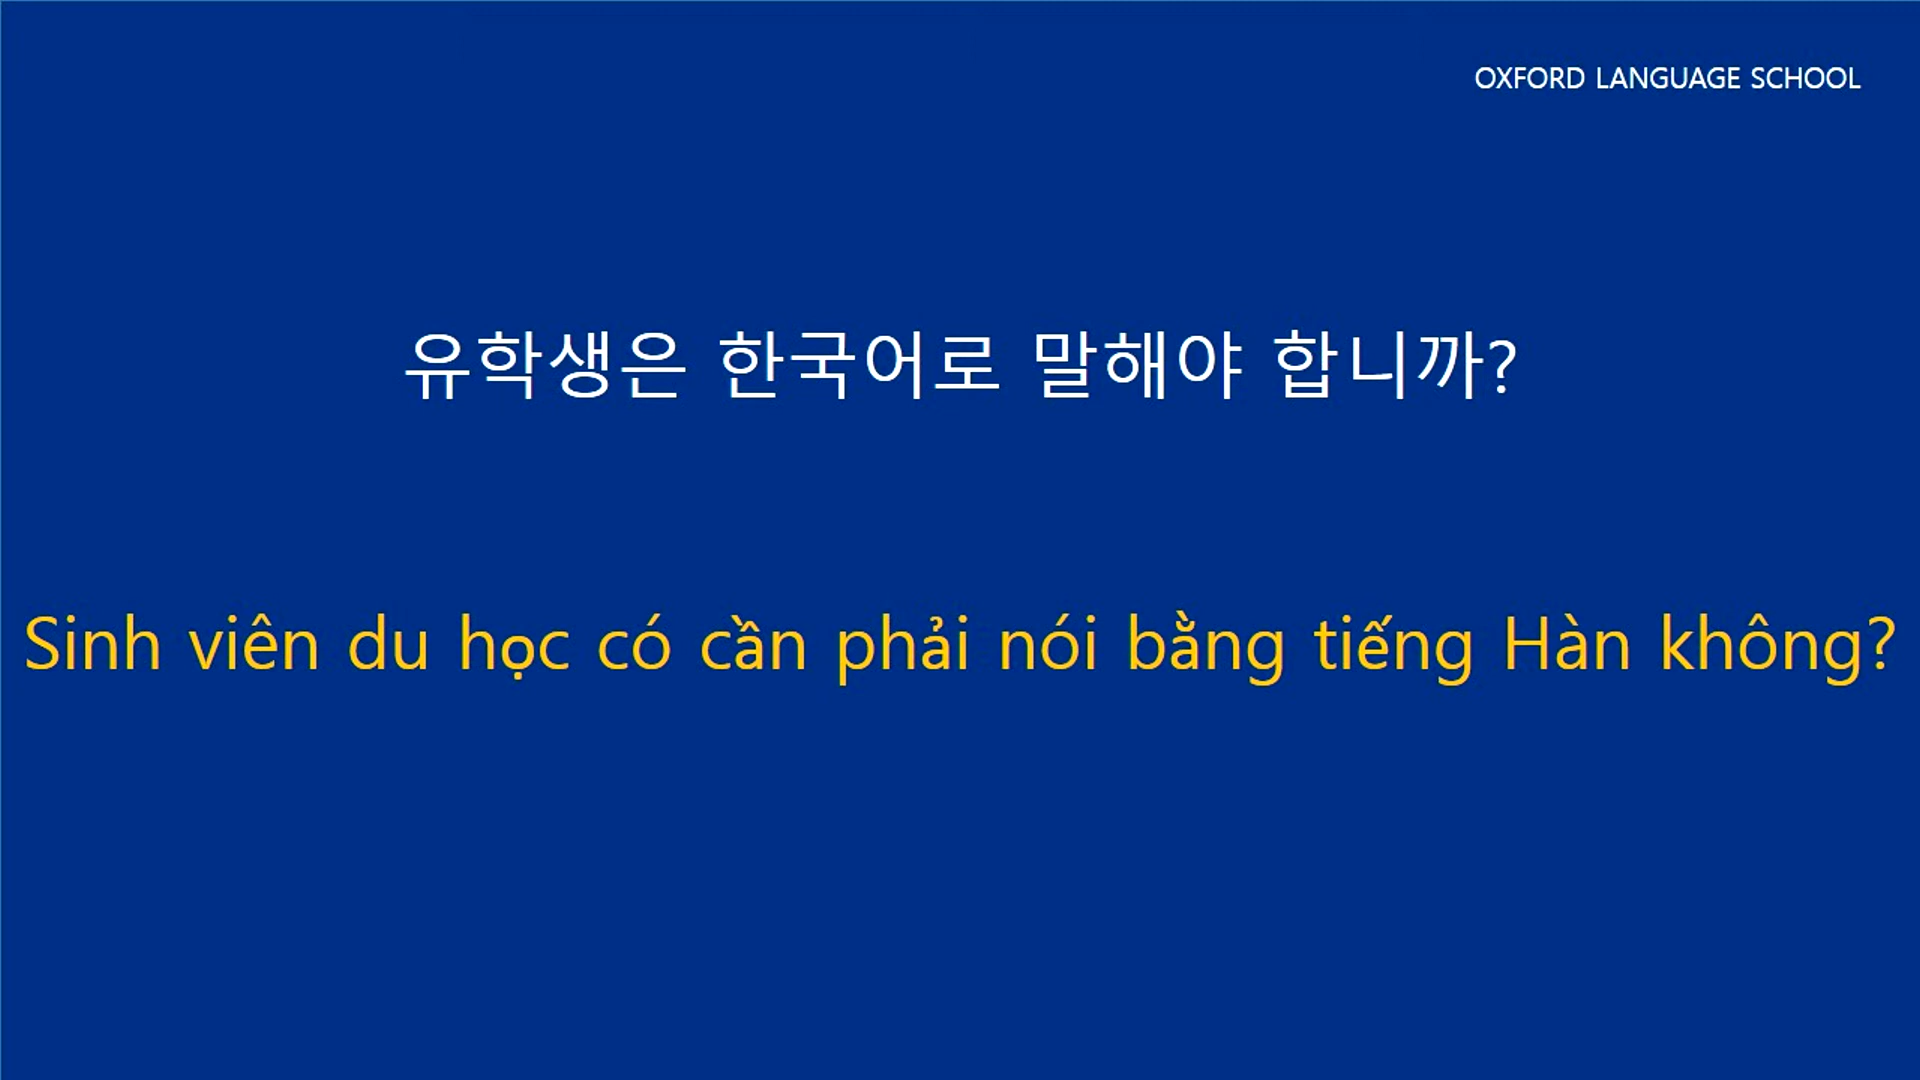 OXFORD LANGUAGE SCHOOL
유학생은 한국어로 말해야 합니까?
Sinh viên du học có cần phải nói bằng tiếng Hàn không?